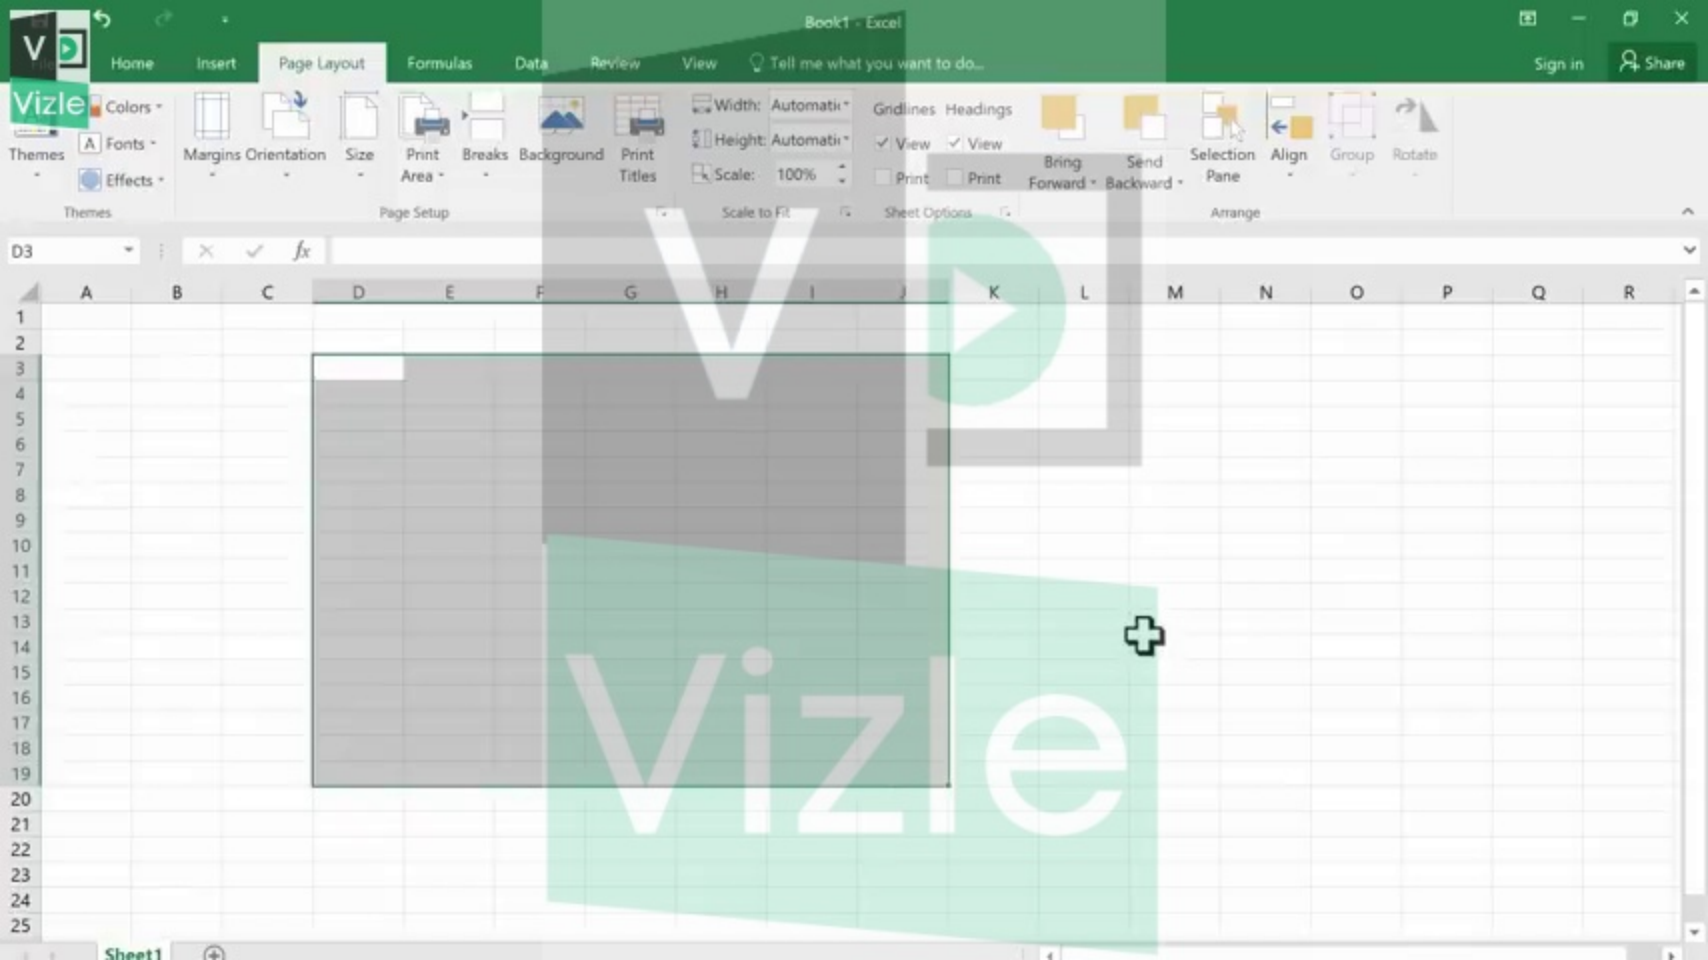 Book1 - Excel
V
Vizle
Home Insert Page Layout Formulas Data Review View Tell me what you want to do...
Sign in Share
Themes
Colors
Fonts
Effects
Themes
Margins Orientation Size Print Area Breaks Background Print Titles
Page Setup
Width: Automatic
Height: Automatic
Scale: 100%
Scale to Fit
Gridlines Headings
View View
Print Print
Sheet Options
Bring Forward Send Backward Selection Pane Align Group Rotate
Arrange
D3 fx
A B C D E F G H I J K L M N O P Q R
1
2
3
4
5
6
7
8
9
10
11
12
13
14
15
16
17
18
19
20
21
22
23
24
25
V
Vizle
Sheet1